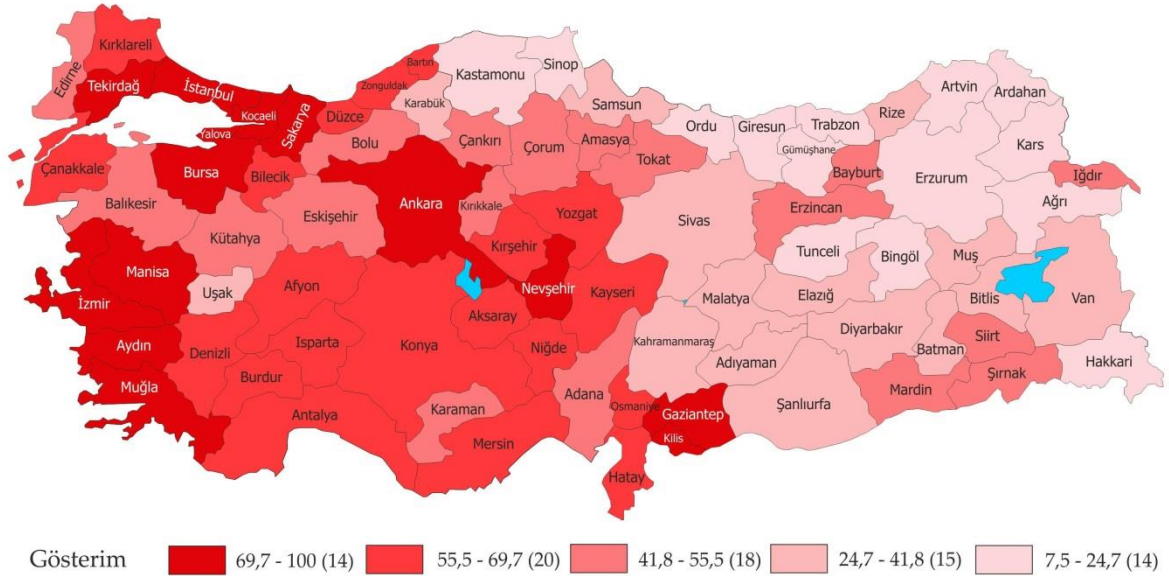 Kırklareli
Edirne
Tekirdağ
İstanbul
Kocaeli
Yalova
Sakarya
Düzce
Zonguldak
Bartın
Karabük
Kastamonu
Sinop
Samsun
Ordu
Giresun
Trabzon
Gümüşhane
Rize
Artvin
Ardahan
Kars
Iğdır
Ağrı
Erzurum
Bayburt
Erzincan
Çanakkale
Balıkesir
Bursa
Bilecik
Bolu
Çankırı
Çorum
Amasya
Tokat
Kütahya
Eskişehir
Ankara
Kırıkkale
Yozgat
Sivas
Tunceli
Bingöl
Muş
Bitlis
Van
Hakkari
Manisa
İzmir
Uşak
Afyon
Kırşehir
Nevşehir
Kayseri
Malatya
Elazığ
Diyarbakır
Batman
Siirt
Şırnak
Mardin
Aydın
Denizli
Isparta
Burdur
Konya
Aksaray
Niğde
Kahramanmaraş
Adıyaman
Şanlıurfa
Muğla
Antalya
Karaman
Mersin
Adana
Osmaniye
Gaziantep
Kilis
Hatay
Gösterim 69,7 - 100 (14) 55,5 - 69,7 (20) 41,8 - 55,5 (18) 24,7 - 41,8 (15) 7,5 - 24,7 (14)